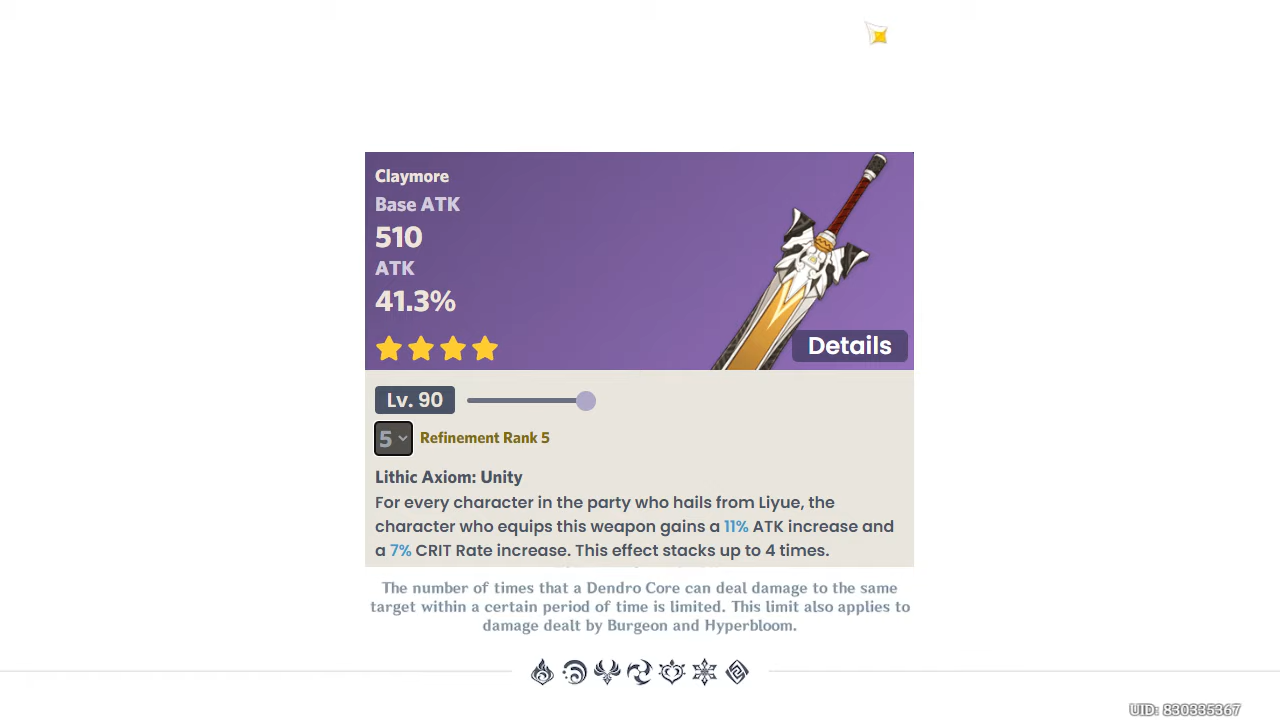 Claymore
Base ATK
510
ATK
41.3%
Details
Lv. 90
5 Refinement Rank 5
Lithic Axiom: Unity
For every character in the party who hails from Liyue, the
character who equips this weapon gains a 11% ATK increase and
a 7% CRIT Rate increase. This effect stacks up to 4 times.
The number of times that a Dendro Core can deal damage to the same
target within a certain period of time is limited. This limit also applies to
damage dealt by Burgeon and Hyperbloom.
UID: 830335367